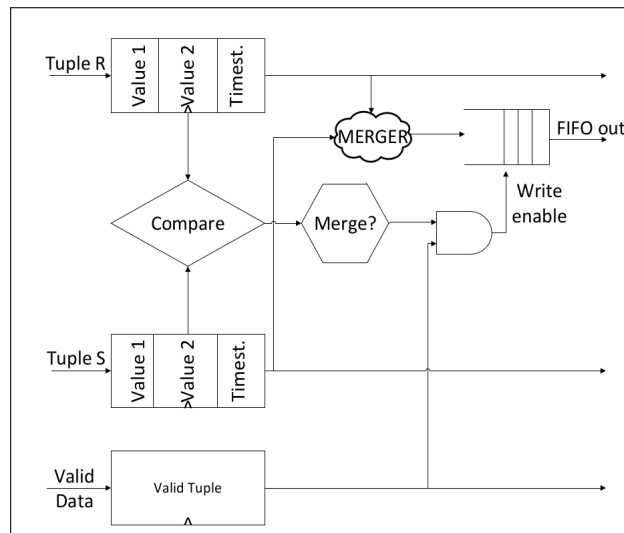 Tuple R
Value 1
Value 2
Timest.
MERGER
FIFO out
Write
enable
Compare
Merge?
Tuple S
Value 1
Value 2
Timest.
Valid
Data
Valid Tuple